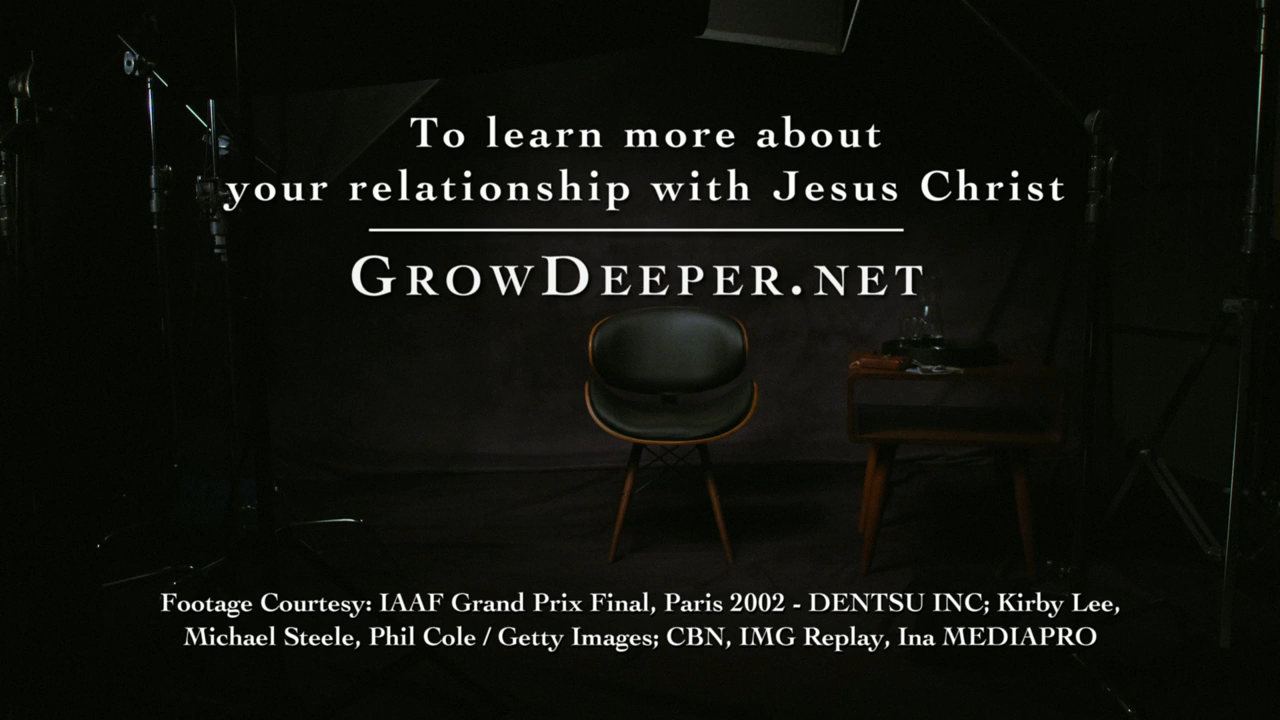 To learn more about
your relationship with Jesus Christ
GROWDEEPER.NET
Footage Courtesy: IAAF Grand Prix Final, Paris 2002 - DENTSU INC; Kirby Lee,
Michael Steele, Phil Cole / Getty Images; CBN, IMG Replay, Ina MEDIAPRO